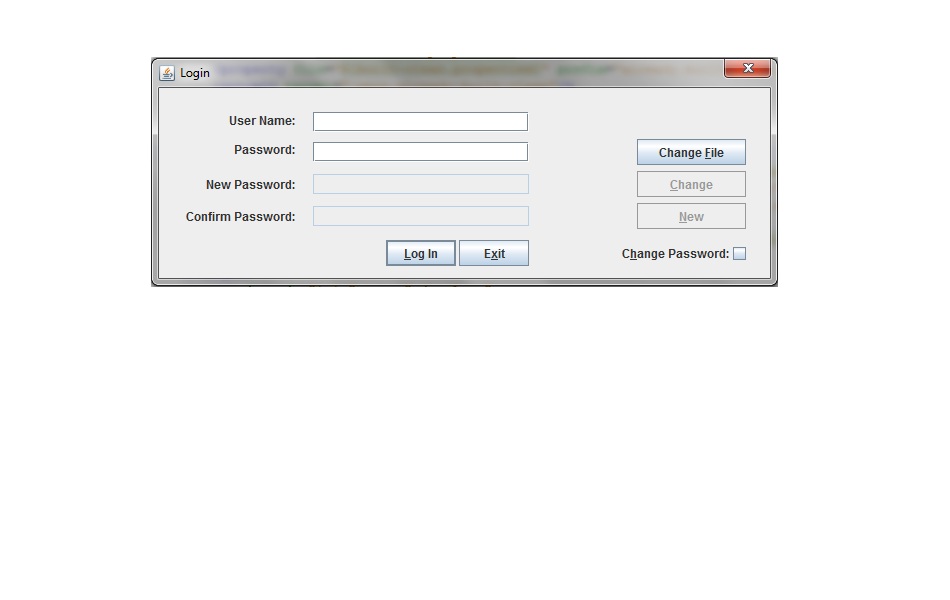 Login
User Name:
Password:
Change File
New Password:
Change
Confirm Password:
New
Log In
Exit
Change Password: